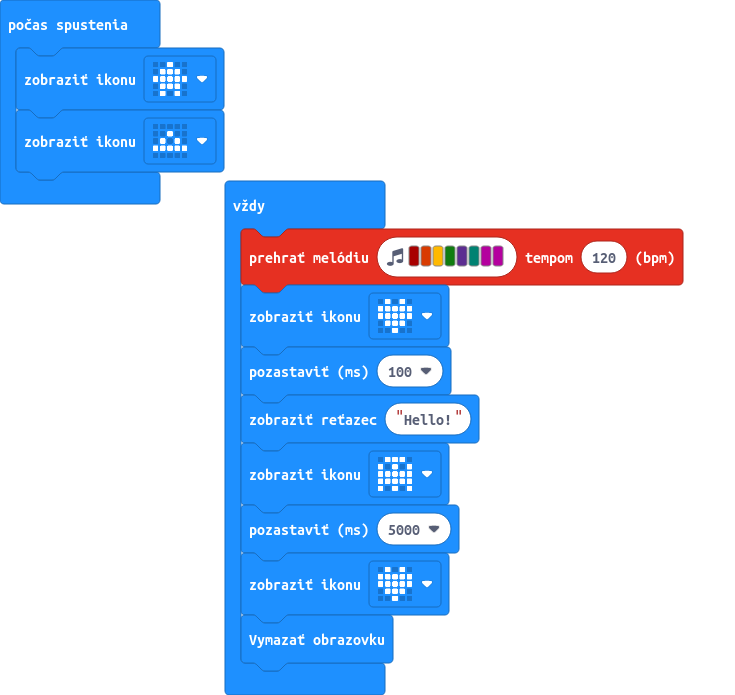 počas spustenia
zobraziť ikonu
zobraziť ikonu
vždy
prehrať melódiu tempom 120 (bpm)
zobraziť ikonu
pozastaviť (ms) 100
zobraziť reťazec "Hello!"
zobraziť ikonu
pozastaviť (ms) 5000
zobraziť ikonu
Vymazať obrazovku